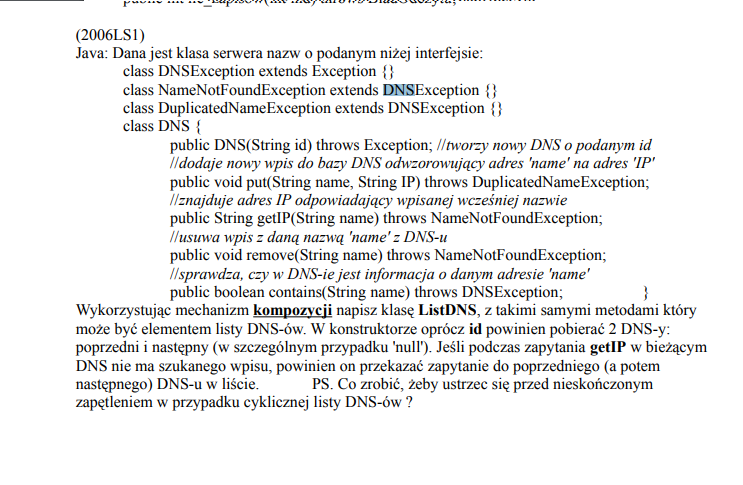 (2006LS1)
Java: Dana jest klasa serwera nazw o podanym niżej interfejsie:
class DNSException extends Exception {}
class NameNotFoundException extends DNSException {}
class DuplicatedNameException extends DNSException {}
class DNS {
public DNS(String id) throws Exception; //tworzy nowy DNS o podanym id
//dodaje nowy wpis do bazy DNS odwzorowujący adres 'name' na adres 'IP'
public void put(String name, String IP) throws DuplicatedNameException;
//znajduje adres IP odpowiadający wpisanej wcześniej nazwie
public String getIP(String name) throws NameNotFoundException;
//usuwa wpis z daną nazwą 'name' z DNS-u
public void remove(String name) throws NameNotFoundException;
//sprawdza, czy w DNS-ie jest informacja o danym adresie 'name'
public boolean contains(String name) throws DNSException; }
Wykorzystując mechanizm kompozycji napisz klasę ListDNS, z takimi samymi metodami który
może być elementem listy DNS-ów. W konstruktorze oprócz id powinien pobierać 2 DNS-y:
poprzedni i następny (w szczególnym przypadku 'null'). Jeśli podczas zapytania getIP w bieżącym
DNS nie ma szukanego wpisu, powinien on przekazać zapytanie do poprzedniego (a potem
następnego) DNS-u w liście. PS. Co zrobić, żeby ustrzec się przed nieskończonym
zapętleniem w przypadku cyklicznej listy DNS-ów ?